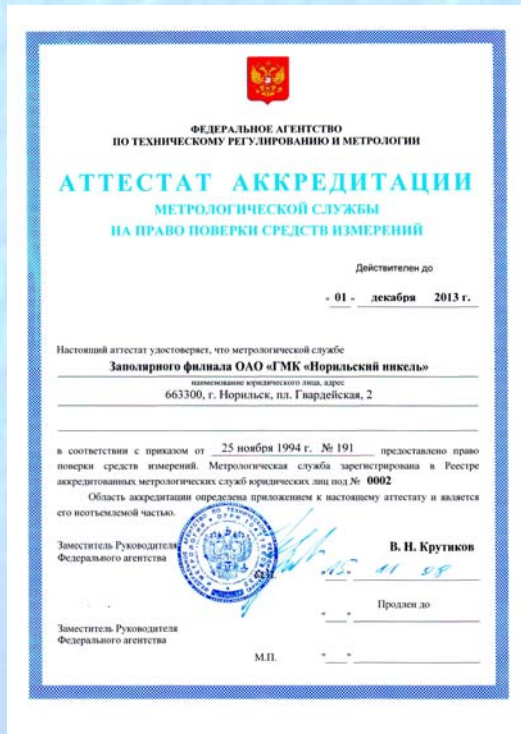 ФЕДЕРАЛЬНОЕ АГЕНТСТВО
ПО ТЕХНИЧЕСКОМУ РЕГУЛИРОВАНИЮ И МЕТРОЛОГИИ
АТТЕСТАТ АККРЕДИТАЦИИ
МЕТРОЛОГИЧЕСКОЙ СЛУЖБЫ
НА ПРАВО ПОВЕРКИ СРЕДСТВ ИЗМЕРЕНИЙ
Действителен до
" 01 " декабря 2013 г.
Настоящий аттестат удостоверяет, что метрологической службе
Заполярного филиала ОАО «ГМК «Норильский никель»
наименование юридического лица, адрес
663300, г. Норильск, пл. Гвардейская, 2
в соответствии с приказом от 25 ноября 1994 г. № 191 предоставлено право
поверки средств измерений. Метрологическая служба зарегистрирована в Реестре
аккредитованных метрологических служб юридических лиц под № 0002
Область аккредитации определена приложением к настоящему аттестату и является
его неотъемлемой частью.
Заместитель Руководителя
Федерального агентства
В. Н. Крутиков
М.П.
"15" 11 08
Продлен до
Заместитель Руководителя
Федерального агентства
М.П.